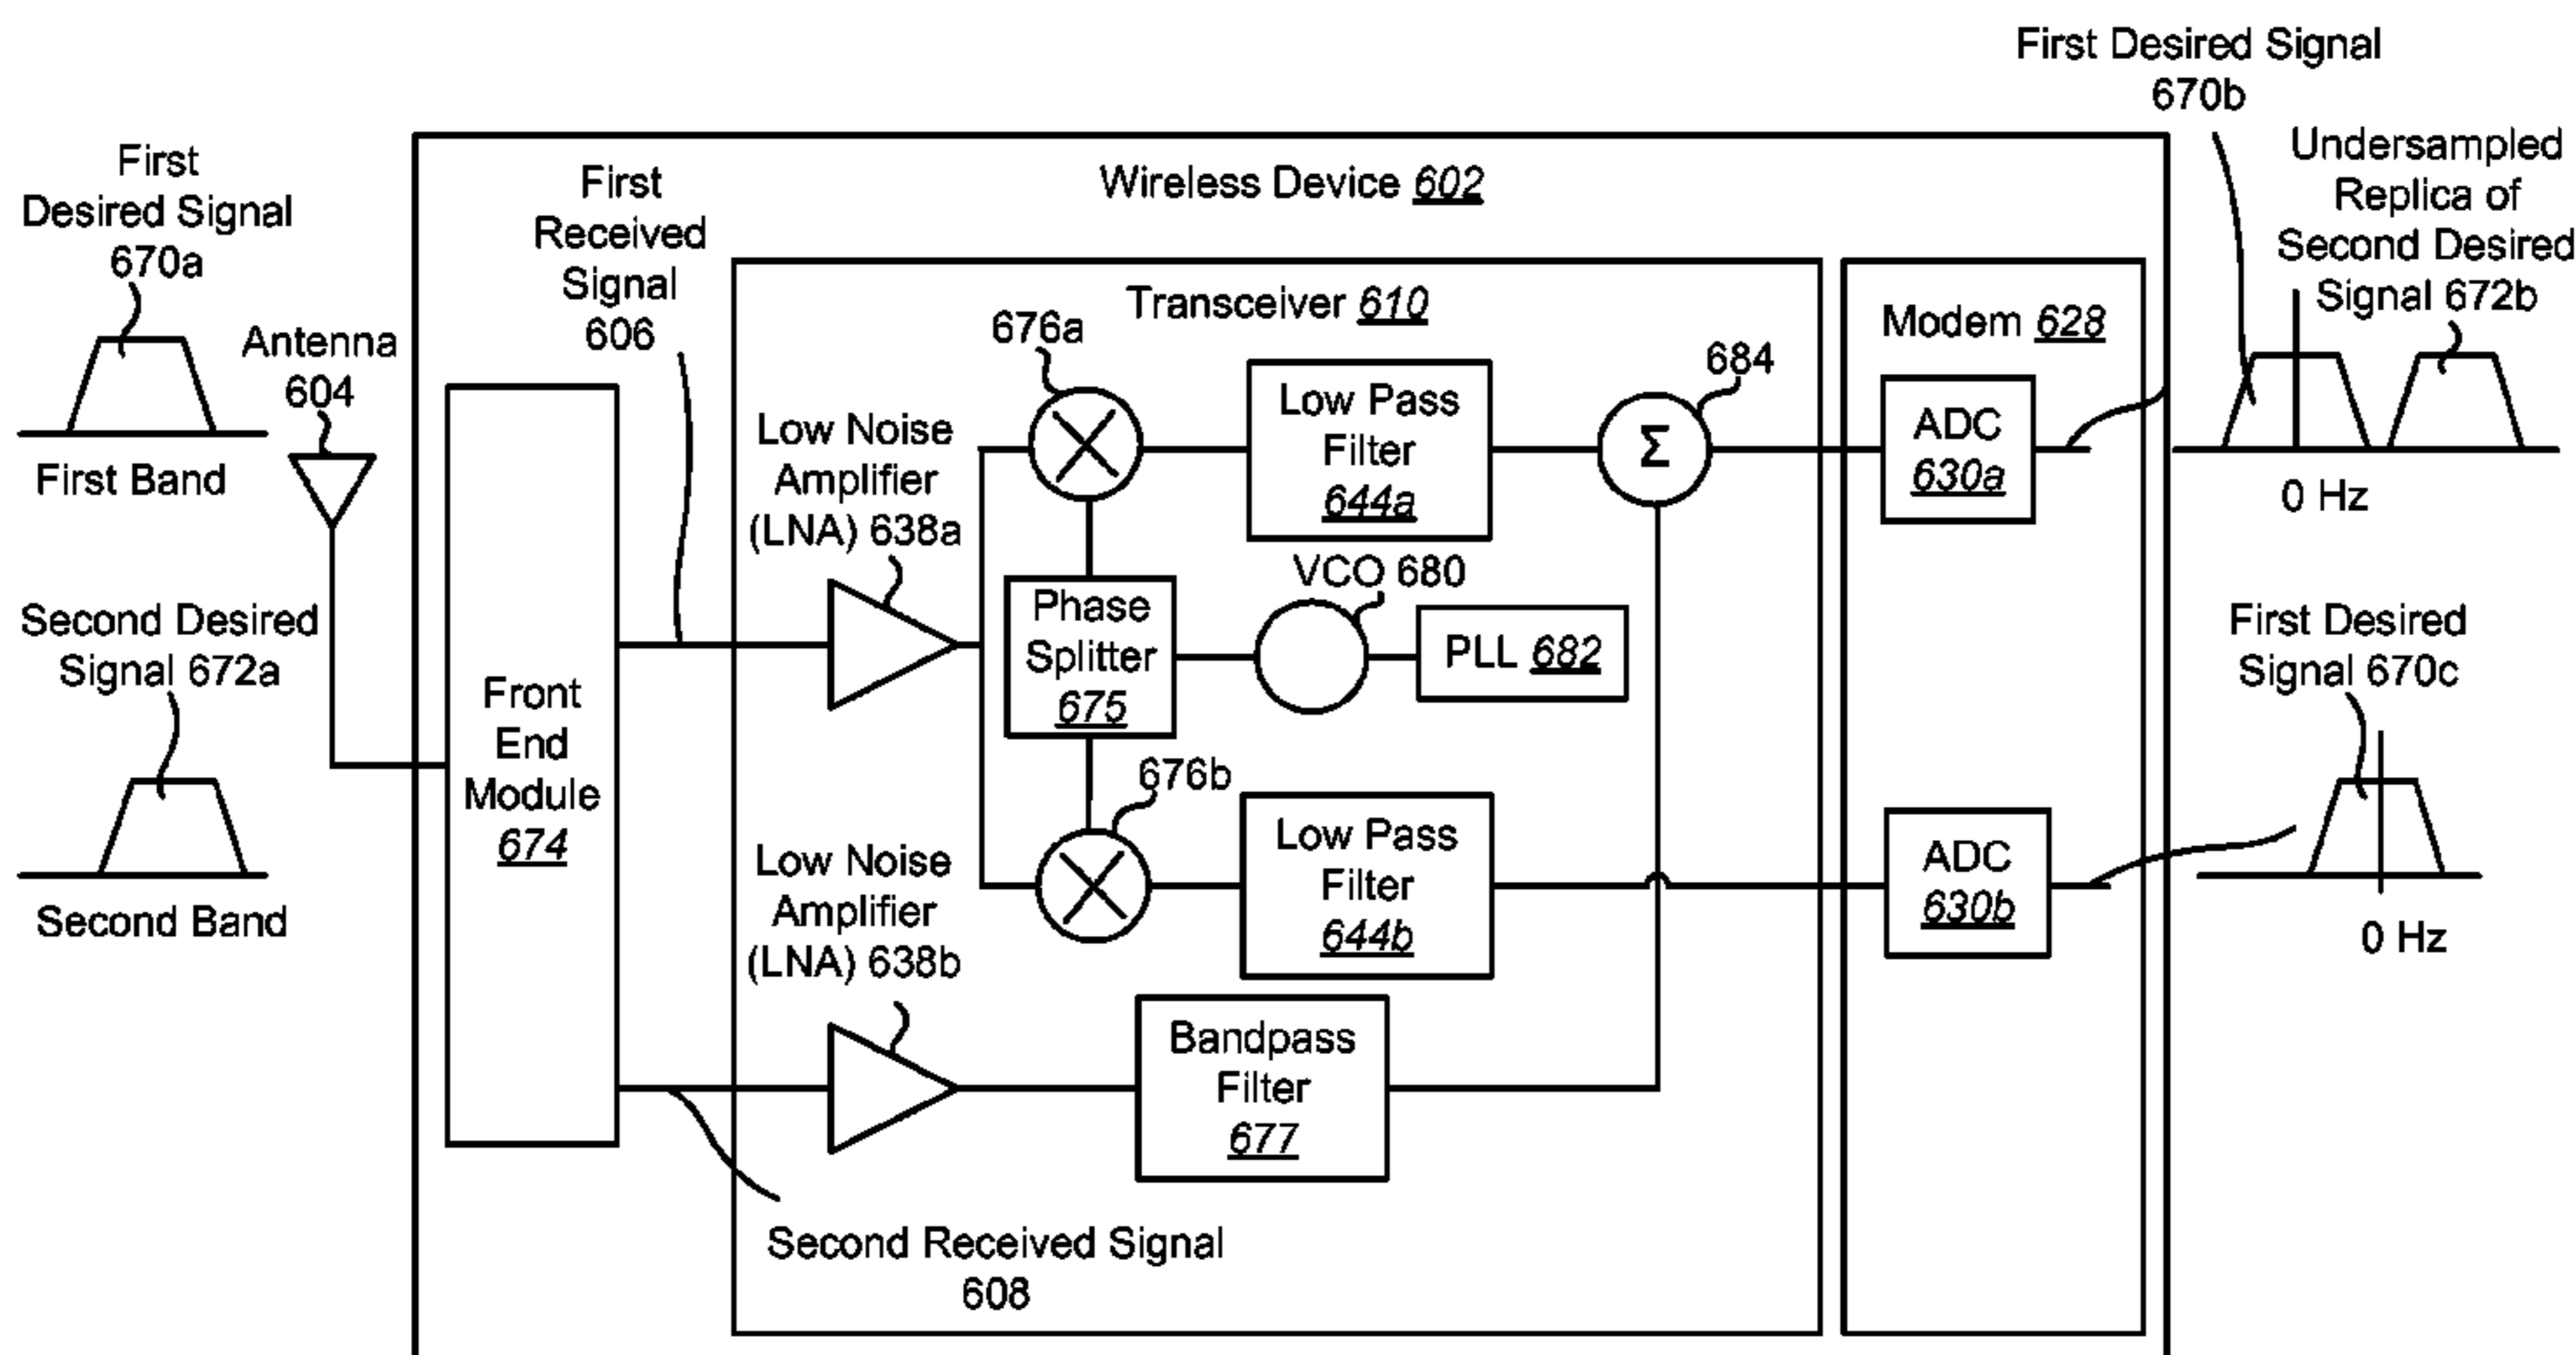 First Desired Signal
670b
First
Desired Signal
670a
First Band
Antenna
604
Second Desired
Signal 672a
Second Band
First
Received
Signal
606
Wireless Device 602
Undersampled
Replica of
Second Desired
Signal 672b
0 Hz
Front
End
Module
674
Transceiver 610
676a
Low Noise
Amplifier
(LNA) 638a
Low Pass
Filter
644a
684
Σ
VCO 680
Phase
Splitter
675
PLL 682
676b
Low Noise
Amplifier
(LNA) 638b
Low Pass
Filter
644b
Bandpass
Filter
677
Second Received Signal
608
Modem 628
ADC
630a
ADC
630b
First Desired
Signal 670c
0 Hz